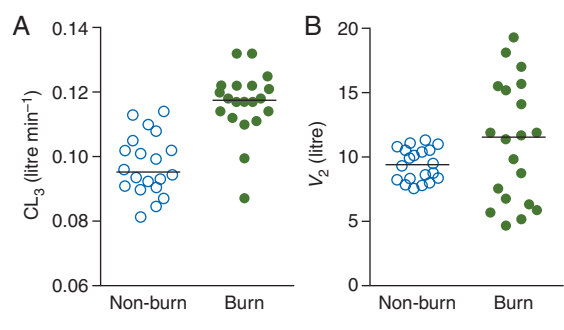 A
CL₃ (litre min⁻¹)
0.14
0.12
0.10
0.08
0.06
Non-burn
Burn
B
V₂ (litre)
20
15
10
5
0
Non-burn
Burn